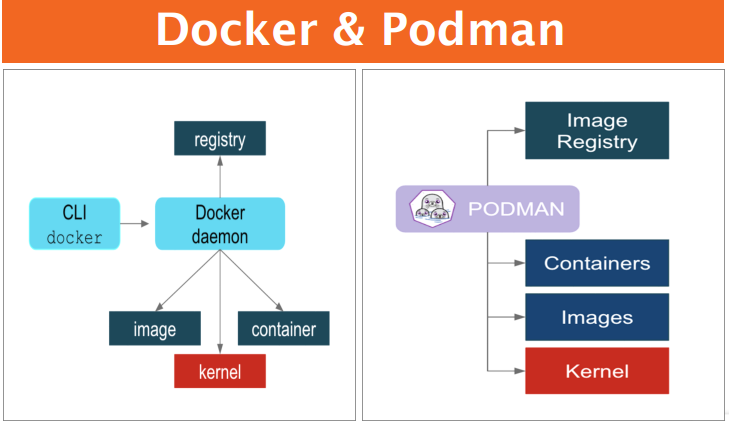 Docker & Podman
registry
CLI
docker
Docker
daemon
image
container
kernel
Image
Registry
PODMAN
Containers
Images
Kernel